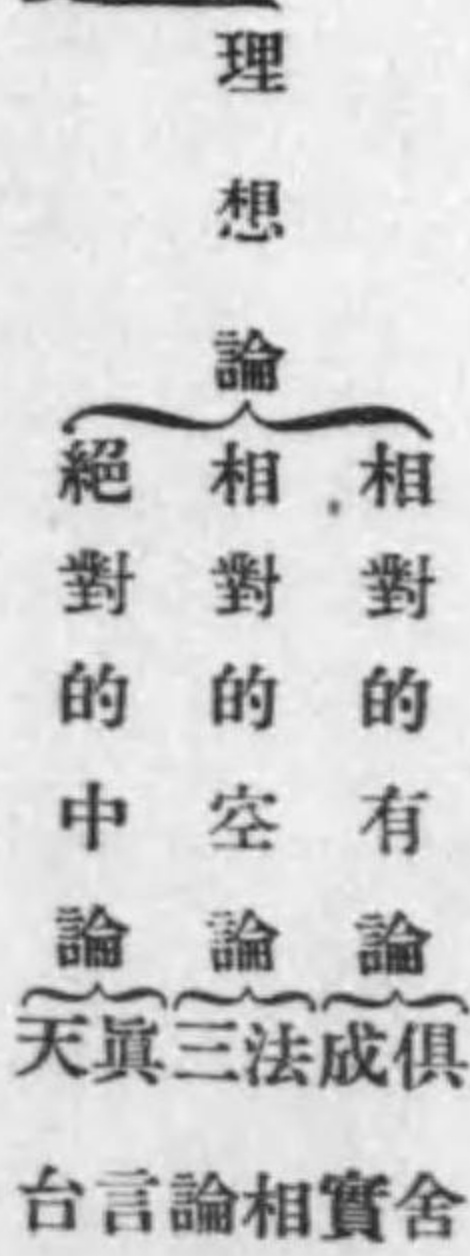 理想論
相對的有論
俱舍
成實
相對的空論
法相
三論
絕對的中論
眞言
天台